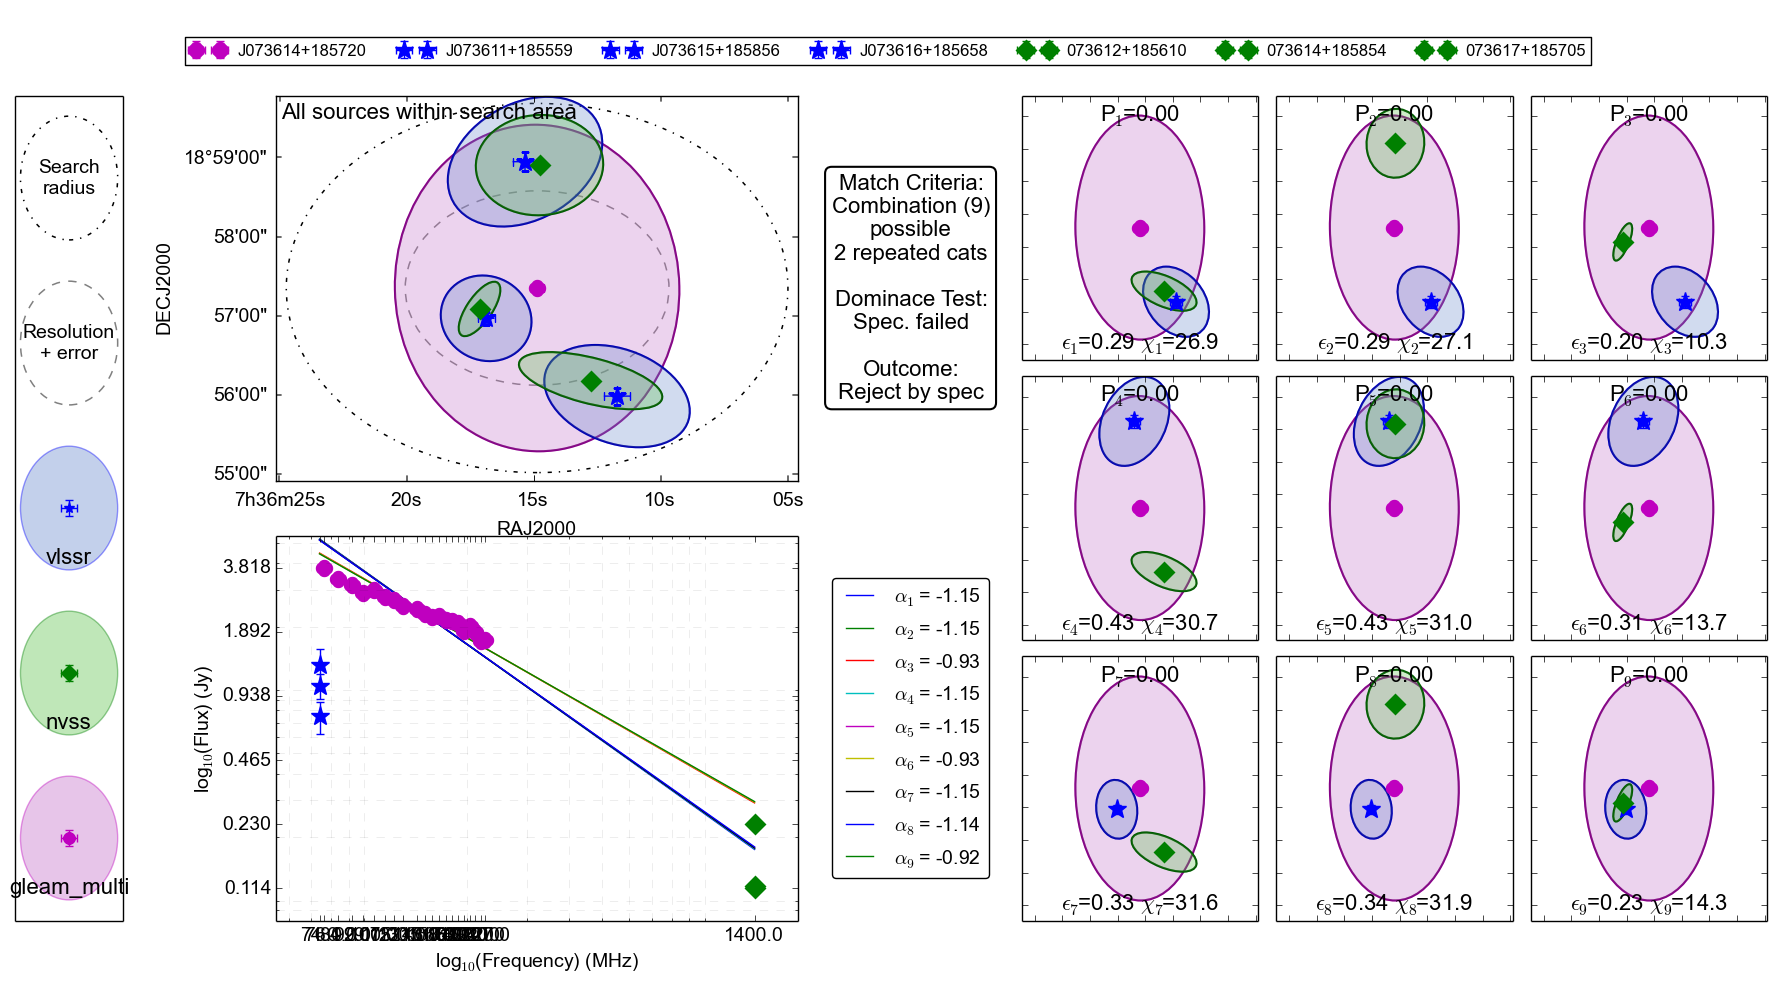 J073614+185720 J073611+185559 J073615+185856 J073616+185658 073612+185610 073614+185854 073617+185705
Search
radius
Resolution
+ error
vlssr
nvss
gleam_multi
All sources within search area
DECJ2000
18°59'00"
58'00"
57'00"
56'00"
55'00"
7h36m25s 20s 15s 10s 05s
RAJ2000
Match Criteria:
Combination (9)
possible
2 repeated cats
Dominace Test:
Spec. failed
Outcome:
Reject by spec
log10(Flux) (Jy)
3.818
1.892
0.938
0.465
0.230
0.114
1400.0
log10(Frequency) (MHz)
α1 = -1.15
α2 = -1.15
α3 = -0.93
α4 = -1.15
α5 = -1.15
α6 = -0.93
α7 = -1.15
α8 = -1.14
α9 = -0.92
P1=0.00 P2=0.00 P3=0.00
ϵ1=0.29 χ1=26.9 ϵ2=0.29 χ2=27.1 ϵ3=0.20 χ3=10.3
P4=0.00 P5=0.00 P6=0.00
ϵ4=0.43 χ4=30.7 ϵ5=0.43 χ5=31.0 ϵ6=0.31 χ6=13.7
P7=0.00 P8=0.00 P9=0.00
ϵ7=0.33 χ7=31.6 ϵ8=0.34 χ8=31.9 ϵ9=0.23 χ9=14.3